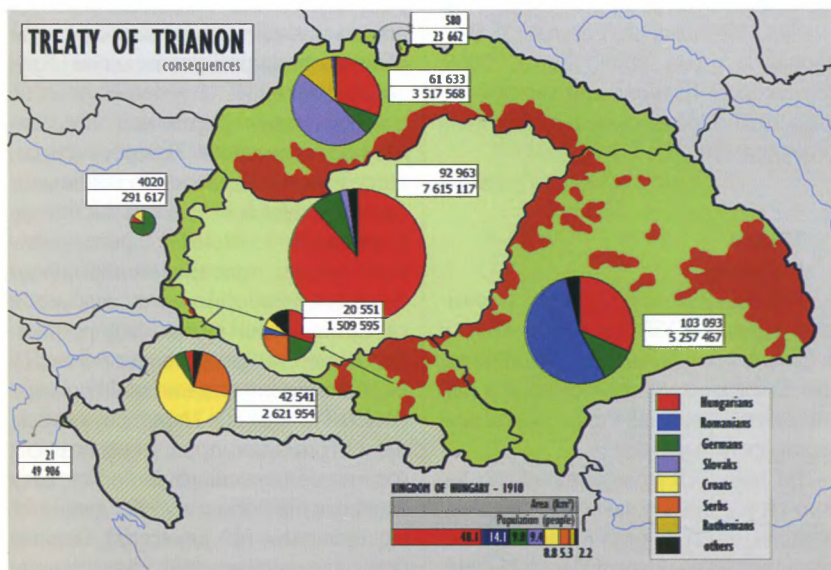 TREATY OF TRIANON
consequences
580
23 662
61 633
3 517 568
92 963
7 615 117
4020
291 617
20 551
1 509 595
103 093
5 257 467
42 541
2 621 954
21
49 906
Hungarians
Romanians
Germans
Slovaks
Croats
Serbs
Ruthenians
others
KINGDOM OF HUNGARY - 1910
Area (km²)
Population (people)
48.1 14.1 9.8 9.4
8.8 5.3 2.2